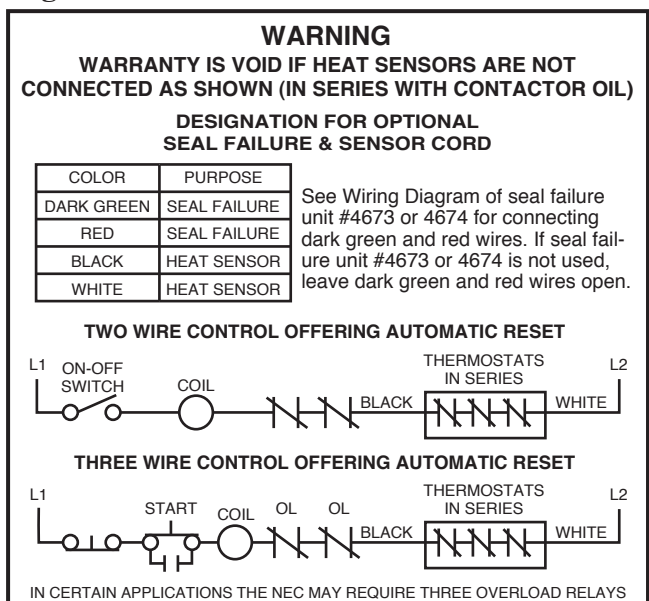 WARNING
WARRANTY IS VOID IF HEAT SENSORS ARE NOT
CONNECTED AS SHOWN (IN SERIES WITH CONTACTOR OIL)
DESIGNATION FOR OPTIONAL
SEAL FAILURE & SENSOR CORD
COLOR PURPOSE
DARK GREEN SEAL FAILURE
RED SEAL FAILURE
BLACK HEAT SENSOR
WHITE HEAT SENSOR
See Wiring Diagram of seal failure
unit #4673 or 4674 for connecting
dark green and red wires. If seal fail-
ure unit #4673 or 4674 is not used,
leave dark green and red wires open.
TWO WIRE CONTROL OFFERING AUTOMATIC RESET
L1 ON-OFF SWITCH COIL BLACK THERMOSTATS IN SERIES WHITE L2
THREE WIRE CONTROL OFFERING AUTOMATIC RESET
L1 START COIL OL OL BLACK THERMOSTATS IN SERIES WHITE L2
IN CERTAIN APPLICATIONS THE NEC MAY REQUIRE THREE OVERLOAD RELAYS